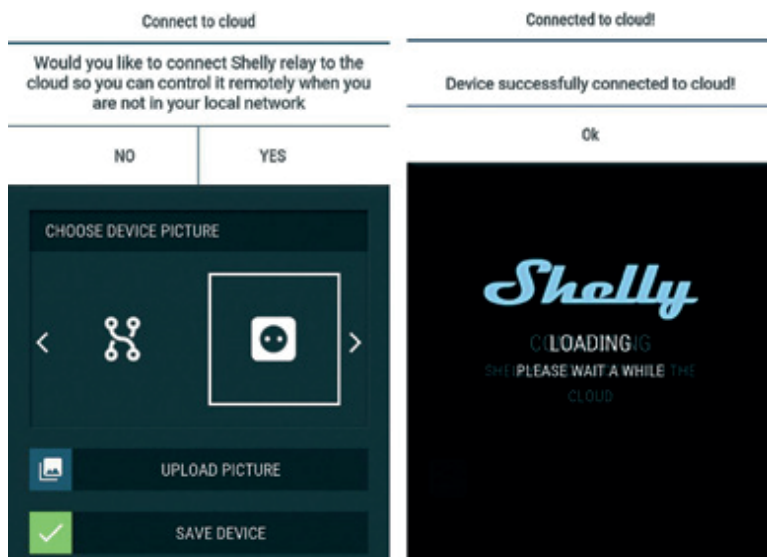 Connect to cloud
Would you like to connect Shelly relay to the
cloud so you can control it remotely when you
are not in your local network
NO
YES
CHOOSE DEVICE PICTURE
UPLOAD PICTURE
SAVE DEVICE
Connected to cloud!
Device successfully connected to cloud!
Ok
Shelly
LOADING
PLEASE WAIT A WHILE
THE
CLOUD